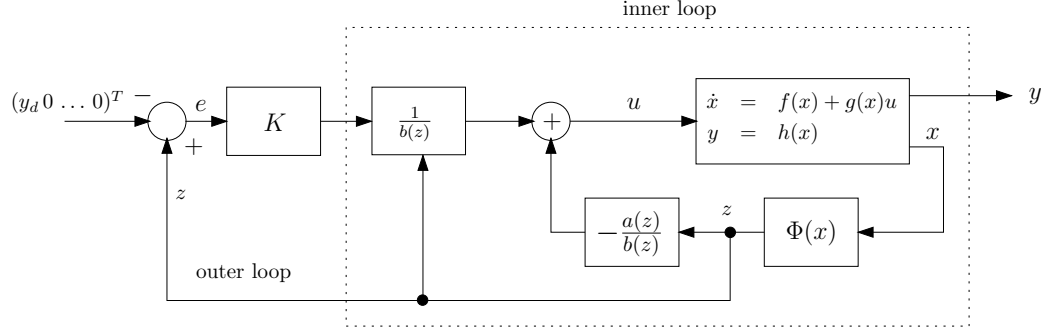 inner loop
(y_d 0 … 0)^T
−
e
+
K
1/b(z)
+
u
ẋ = f(x) + g(x)u
y = h(x)
y
x
z
−a(z)/b(z)
z
Φ(x)
outer loop